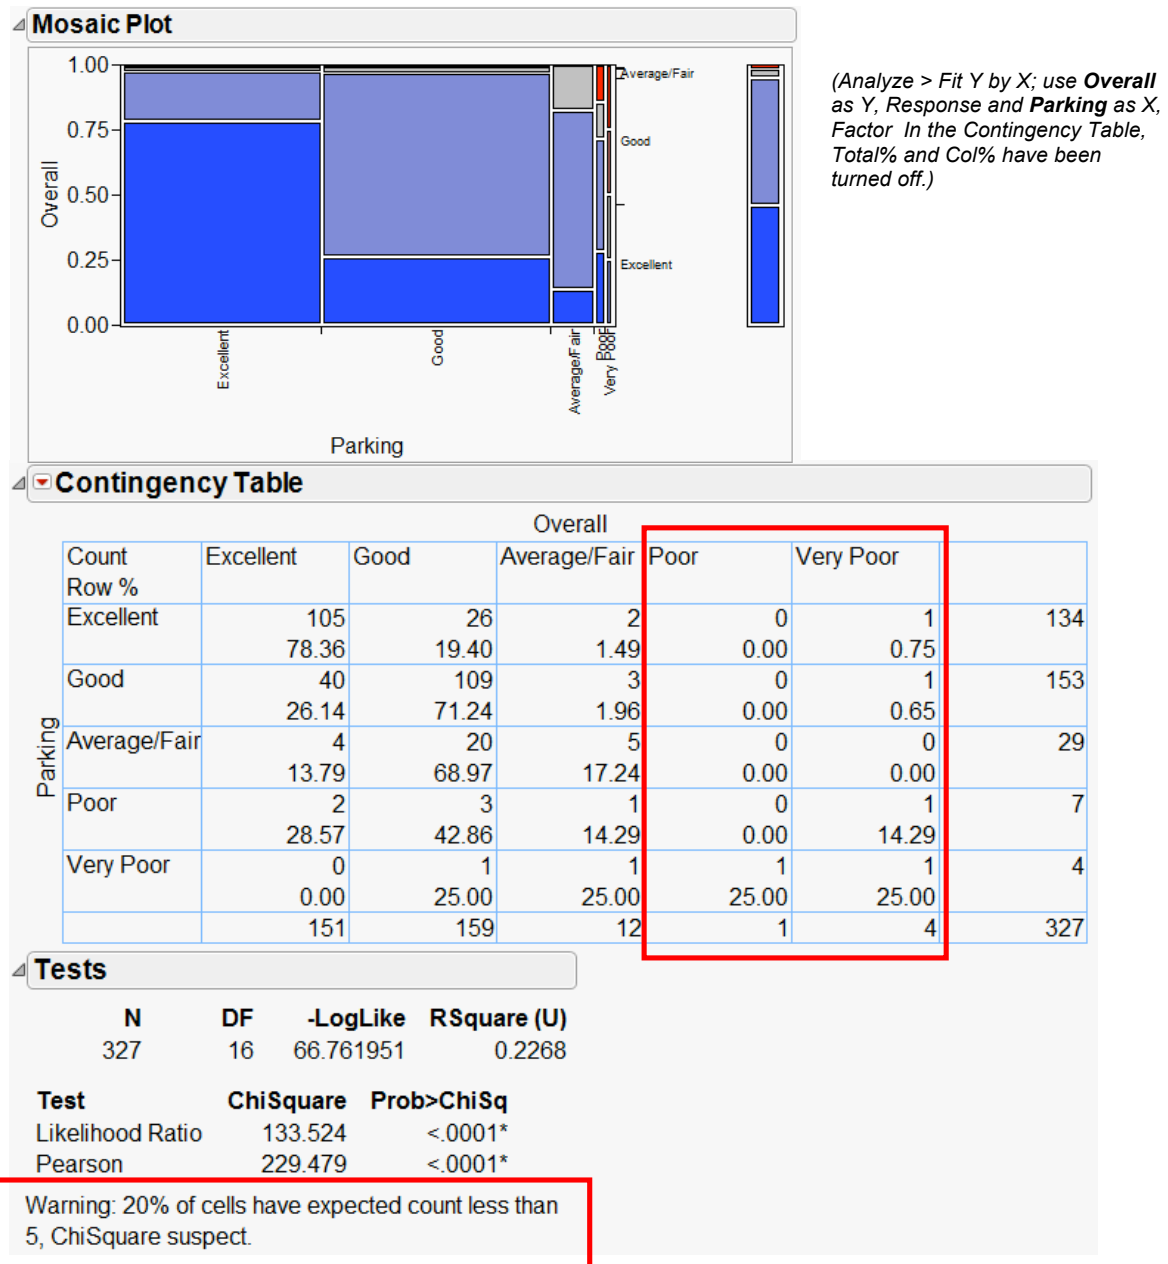 Mosaic Plot
1.00
0.75
0.50
0.25
0.00
Overall
Average/Fair
Good
Excellent
Excellent
Good
Average/Fair
Poor
Very Poor
Parking
(Analyze > Fit Y by X; use Overall
as Y, Response and Parking as X,
Factor In the Contingency Table,
Total% and Col% have been
turned off.)
Contingency Table
Overall
Count Excellent Good Average/Fair Poor Very Poor
Row %
Parking
Excellent 105 26 2 0 1 134
78.36 19.40 1.49 0.00 0.75
Good 40 109 3 0 1 153
26.14 71.24 1.96 0.00 0.65
Average/Fair 4 20 5 0 0 29
13.79 68.97 17.24 0.00 0.00
Poor 2 3 1 0 1 7
28.57 42.86 14.29 0.00 14.29
Very Poor 0 1 1 1 1 4
0.00 25.00 25.00 25.00 25.00
151 159 12 1 4 327
Tests
N DF -LogLike RSquare (U)
327 16 66.761951 0.2268
Test ChiSquare Prob>ChiSq
Likelihood Ratio 133.524 <.0001*
Pearson 229.479 <.0001*
Warning: 20% of cells have expected count less than
5, ChiSquare suspect.